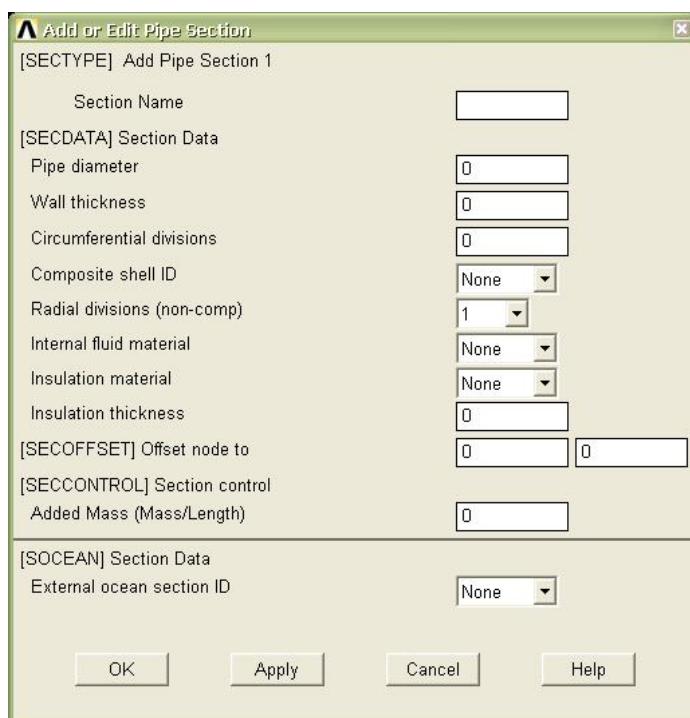 Add or Edit Pipe Section
[SECTYPE] Add Pipe Section 1
Section Name
[SECDATA] Section Data
Pipe diameter 0
Wall thickness 0
Circumferential divisions 0
Composite shell ID None
Radial divisions (non-comp) 1
Internal fluid material None
Insulation material None
Insulation thickness 0
[SECOFFSET] Offset node to 0 0
[SECCONTROL] Section control
Added Mass (Mass/Length) 0
[SOCEAN] Section Data
External ocean section ID None
OK Apply Cancel Help